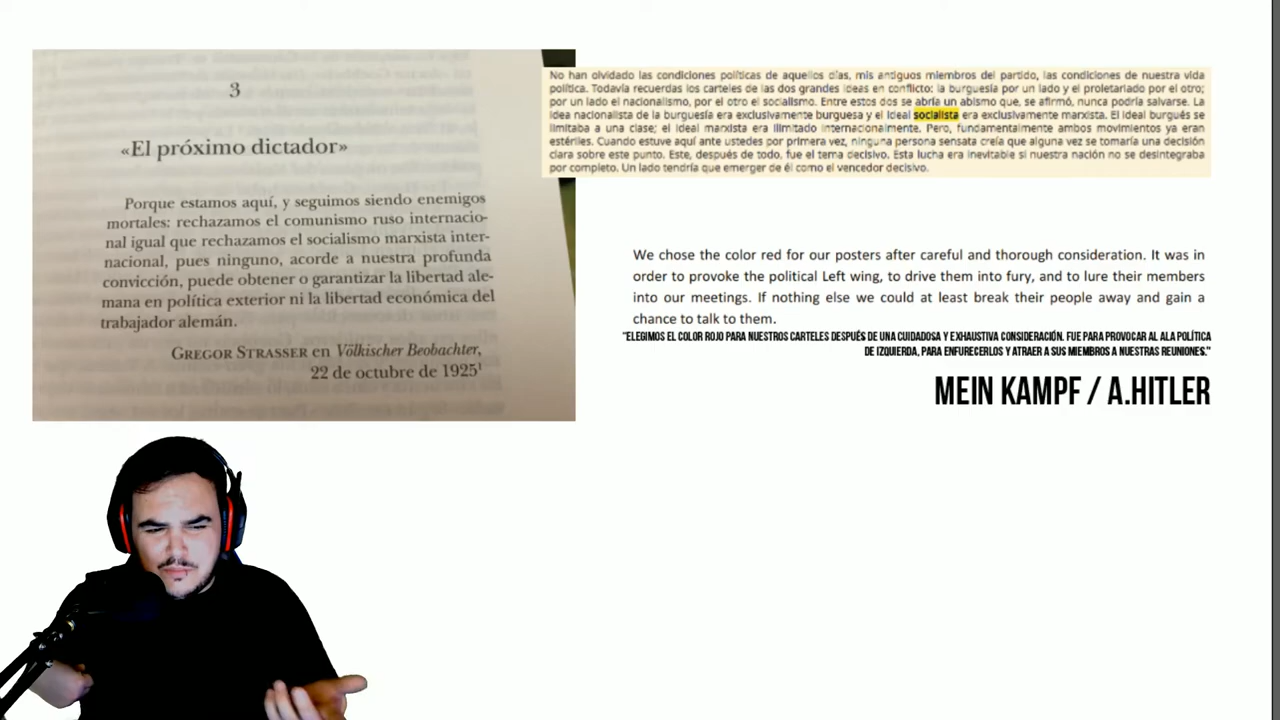 3
«El próximo dictador»
Porque estamos aquí, y seguimos siendo enemigos
mortales: rechazamos el comunismo ruso internacio-
nal igual que rechazamos el socialismo marxista inter-
nacional, pues ninguno, acorde a nuestra profunda
convicción, puede obtener o garantizar la libertad ale-
mana en política exterior ni la libertad económica del
trabajador alemán.
GREGOR STRASSER en Völkischer Beobachter,
22 de octubre de 1925¹
No han olvidado las condiciones políticas de aquellos días, mis antiguos miembros del partido, las condiciones de nuestra vida
política. Todavía recuerdas los carteles de las dos grandes ideas en conflicto: la burguesía por un lado y el proletariado por el otro;
por un lado el nacionalismo, por el otro el socialismo. Entre estos dos se abría un abismo que, se afirmó, nunca podría salvarse. La
idea nacionalista de la burguesía era exclusivamente burguesa y el ideal socialista era exclusivamente marxista. El ideal burgués se
limitaba a una clase; el ideal marxista era ilimitado internacionalmente. Pero, fundamentalmente ambos movimientos ya eran
estériles. Cuando estuve aquí ante ustedes por primera vez, ninguna persona sensata creía que alguna vez se tomaría una decisión
clara sobre este punto. Este, después de todo, fue el tema decisivo. Esta lucha era inevitable si nuestra nación no se desintegraba
por completo. Un lado tendría que emerger de él como el vencedor decisivo.
We chose the color red for our posters after careful and thorough consideration. It was in
order to provoke the political Left wing, to drive them into fury, and to lure their members
into our meetings. If nothing else we could at least break their people away and gain a
chance to talk to them.
"ELEGIMOS EL COLOR ROJO PARA NUESTROS CARTELES DESPUÉS DE UNA CUIDADOSA Y EXHAUSTIVA CONSIDERACIÓN. FUE PARA PROVOCAR AL ALA POLÍTICA
DE IZQUIERDA, PARA ENFURECERLOS Y ATRAER A SUS MIEMBROS A NUESTRAS REUNIONES."
MEIN KAMPF / A.HITLER